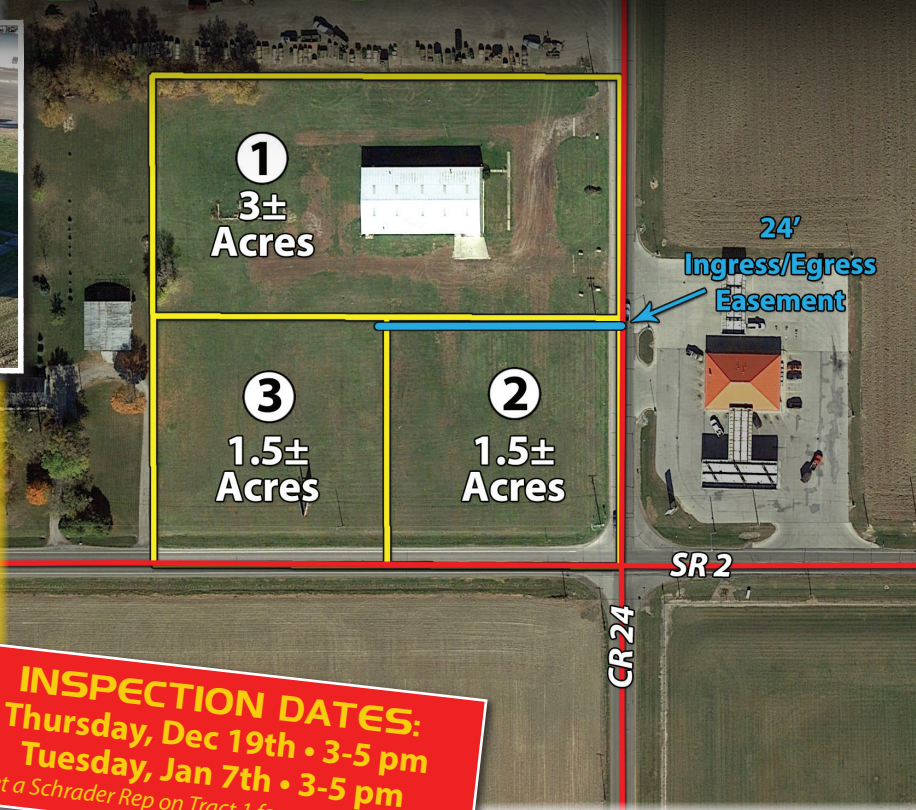 1
3±
Acres
24’
Ingress/Egress
Easement
3
1.5±
Acres
2
1.5±
Acres
SR 2
CR 24
INSPECTION DATES:
Thursday, Dec 19th • 3-5 pm
Tuesday, Jan 7th • 3-5 pm
a Schrader Rep on Tract 1